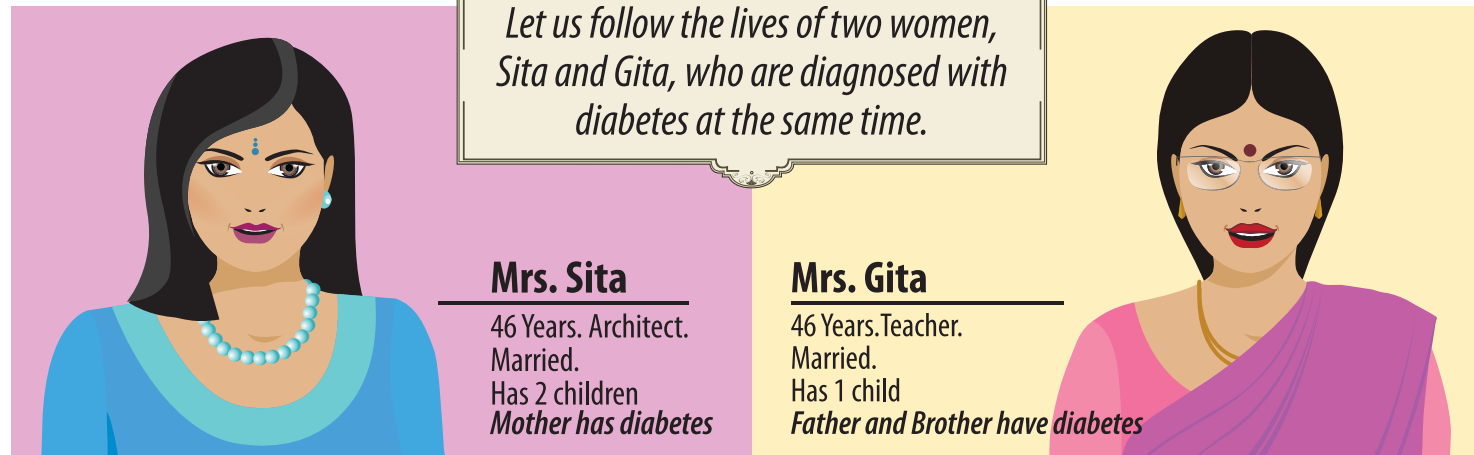 Let us follow the lives of two women,
Sita and Gita, who are diagnosed with
diabetes at the same time.
Mrs. Sita
46 Years. Architect.
Married.
Has 2 children
Mother has diabetes
Mrs. Gita
46 Years.Teacher.
Married.
Has 1 child
Father and Brother have diabetes